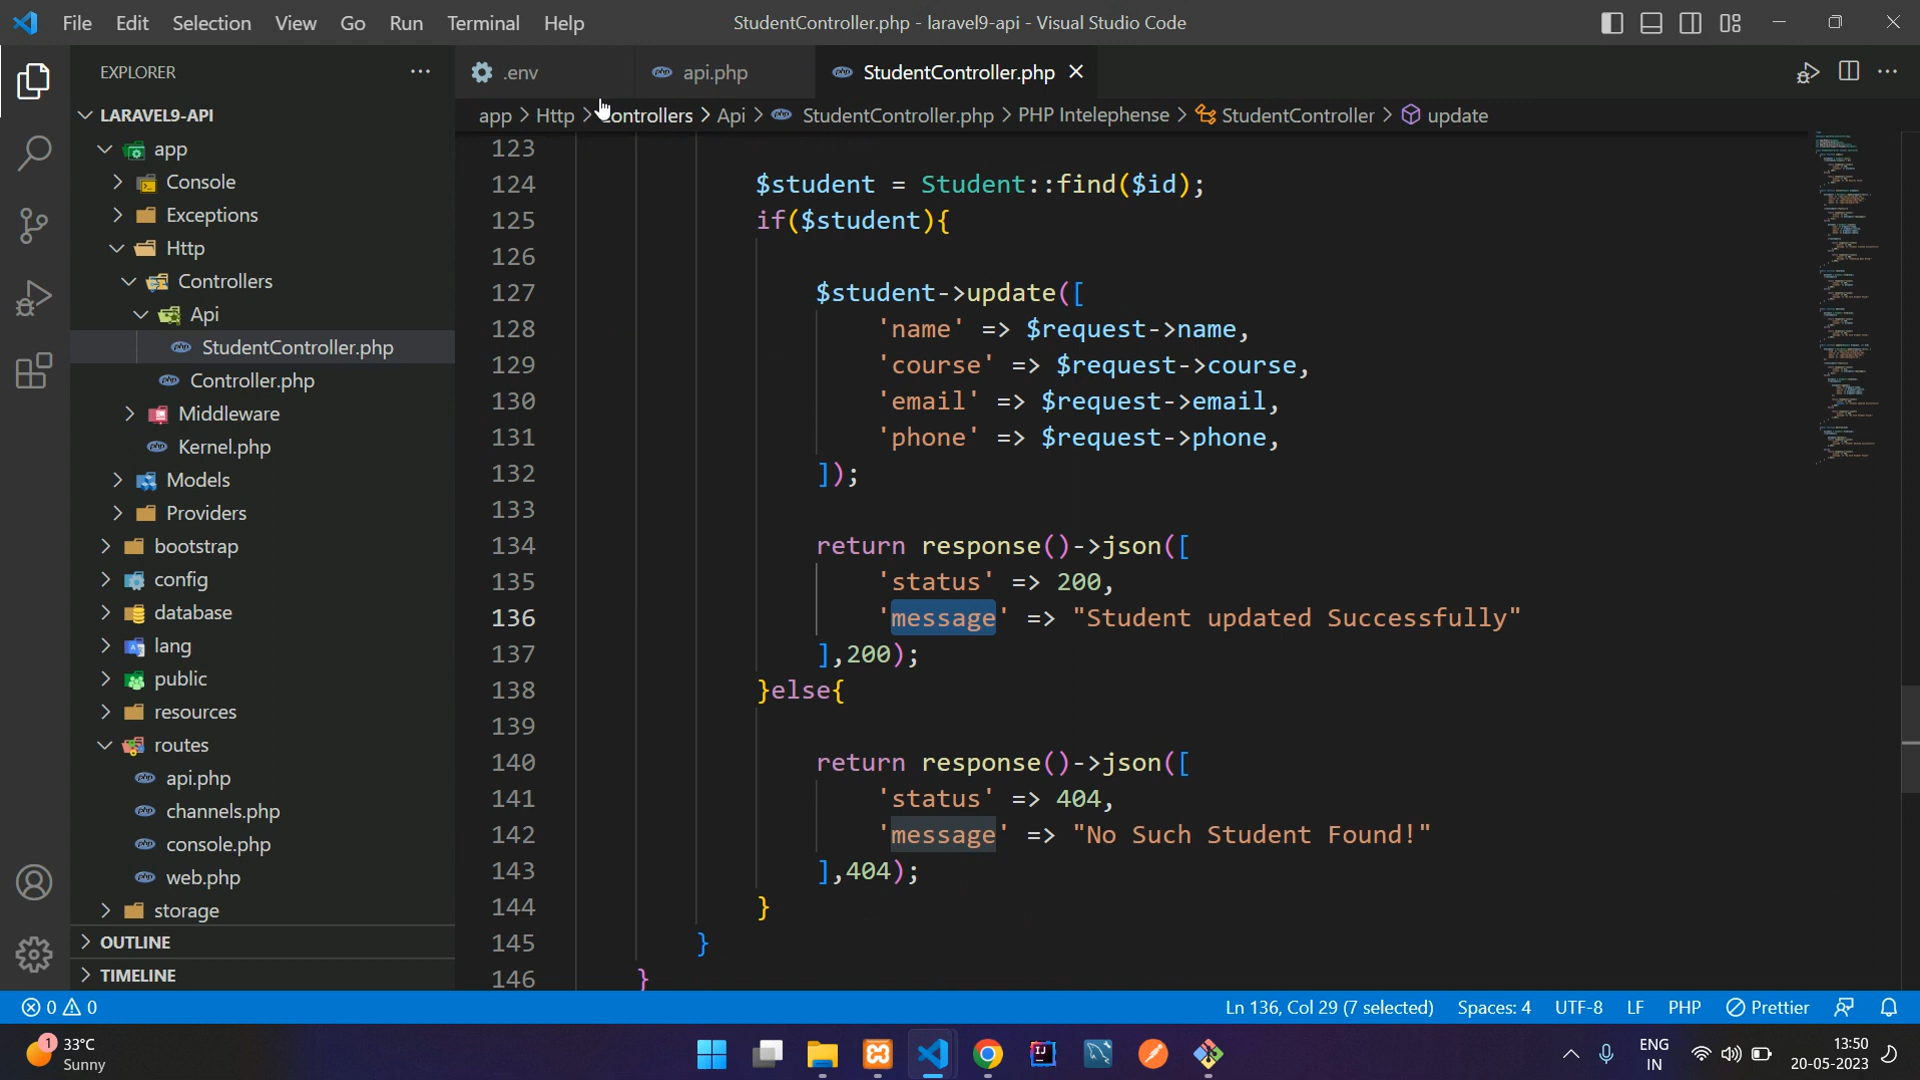 File Edit Selection View Go Run Terminal Help
StudentController.php - laravel9-api - Visual Studio Code
EXPLORER
LARAVEL9-API
app
Console
Exceptions
Http
Controllers
Api
StudentController.php
Controller.php
Middleware
Kernel.php
Models
Providers
bootstrap
config
database
lang
public
resources
routes
api.php
channels.php
console.php
web.php
storage
OUTLINE
TIMELINE
.env api.php StudentController.php
app > Http > Controllers > Api > StudentController.php > PHP Intelephense > StudentController > update
123
124 $student = Student::find($id);
125 if($student){
126
127 $student->update([
128 'name' => $request->name,
129 'course' => $request->course,
130 'email' => $request->email,
131 'phone' => $request->phone,
132 ]);
133
134 return response()->json([
135 'status' => 200,
136 'message' => "Student updated Successfully"
137 ],200);
138 }else{
139
140 return response()->json([
141 'status' => 404,
142 'message' => "No Such Student Found!"
143 ],404);
144 }
145 }
146 }
0 0 Ln 136, Col 29 (7 selected) Spaces: 4 UTF-8 LF PHP Prettier
1 33°C
Sunny
ENG
IN
13:50
20-05-2023